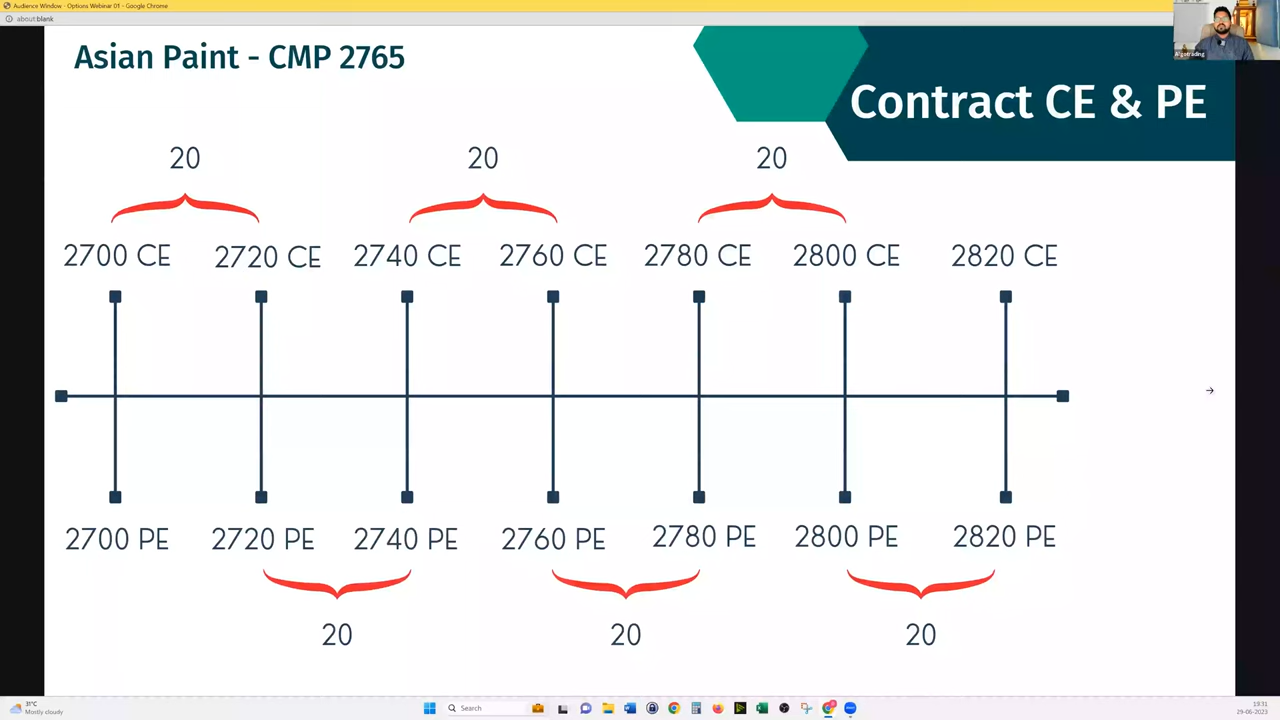 Audience Window - Options Webinar 01 - Google Chrome
about:blank
Asian Paint - CMP 2765
Contract CE & PE
20 20 20
2700 CE 2720 CE 2740 CE 2760 CE 2780 CE 2800 CE 2820 CE
2700 PE 2720 PE 2740 PE 2760 PE 2780 PE 2800 PE 2820 PE
20 20 20
Algotrading
31°C
Mostly cloudy
Search
19:31
29-06-2023